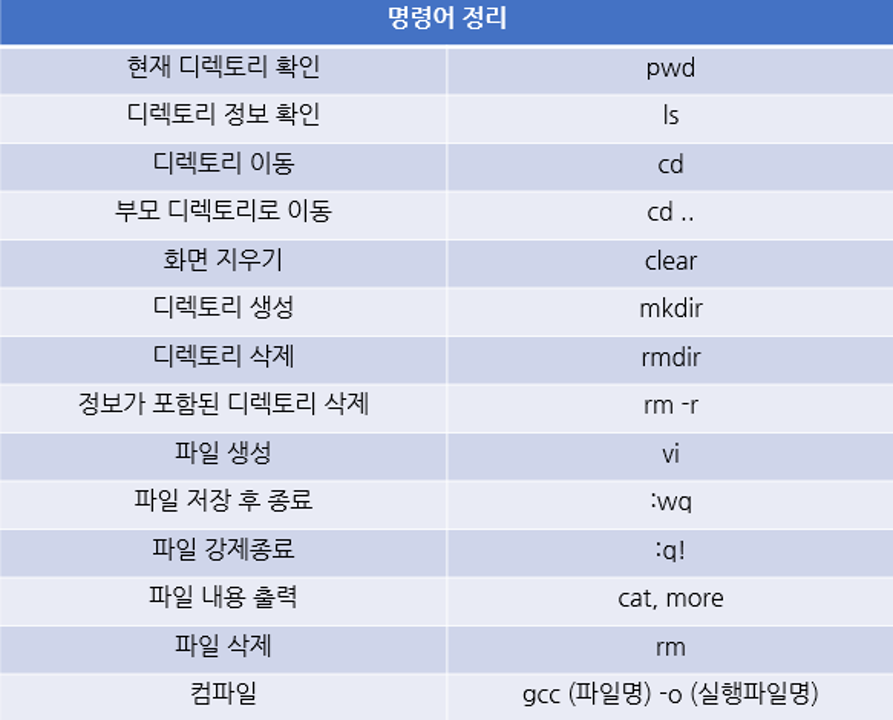 명령어 정리
현재 디렉토리 확인 pwd
디렉토리 정보 확인 ls
디렉토리 이동 cd
부모 디렉토리로 이동 cd ..
화면 지우기 clear
디렉토리 생성 mkdir
디렉토리 삭제 rmdir
정보가 포함된 디렉토리 삭제 rm -r
파일 생성 vi
파일 저장 후 종료 :wq
파일 강제종료 :q!
파일 내용 출력 cat, more
파일 삭제 rm
컴파일 gcc (파일명) -o (실행파일명)